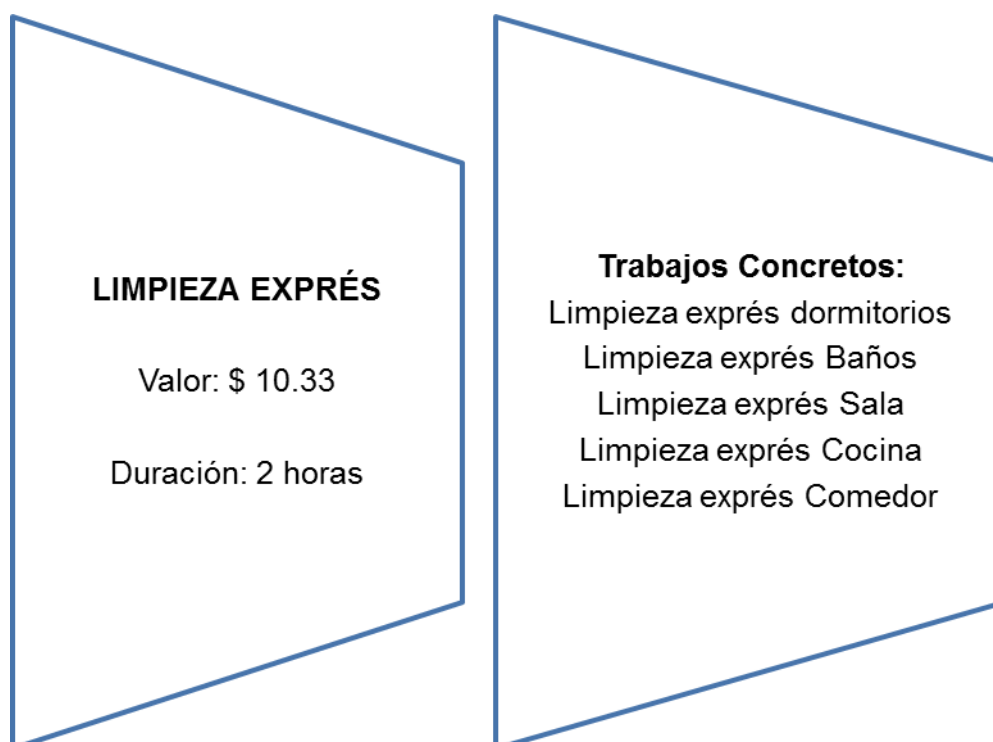 LIMPIEZA EXPRÉS
Valor: $ 10.33
Duración: 2 horas
Trabajos Concretos:
Limpieza exprés dormitorios
Limpieza exprés Baños
Limpieza exprés Sala
Limpieza exprés Cocina
Limpieza exprés Comedor